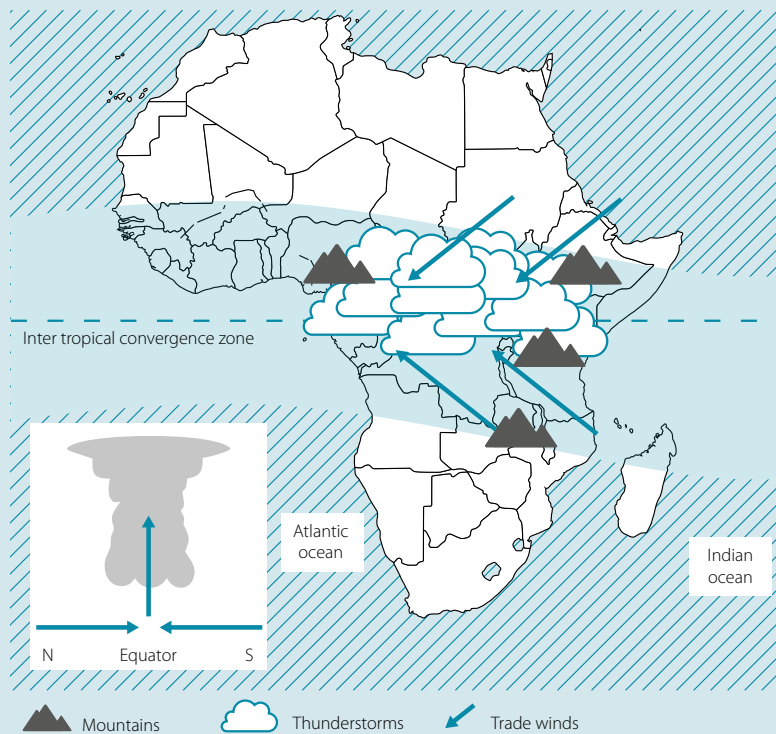 Inter tropical convergence zone
Atlantic
ocean
Indian
ocean
N Equator S
Mountains Thunderstorms Trade winds